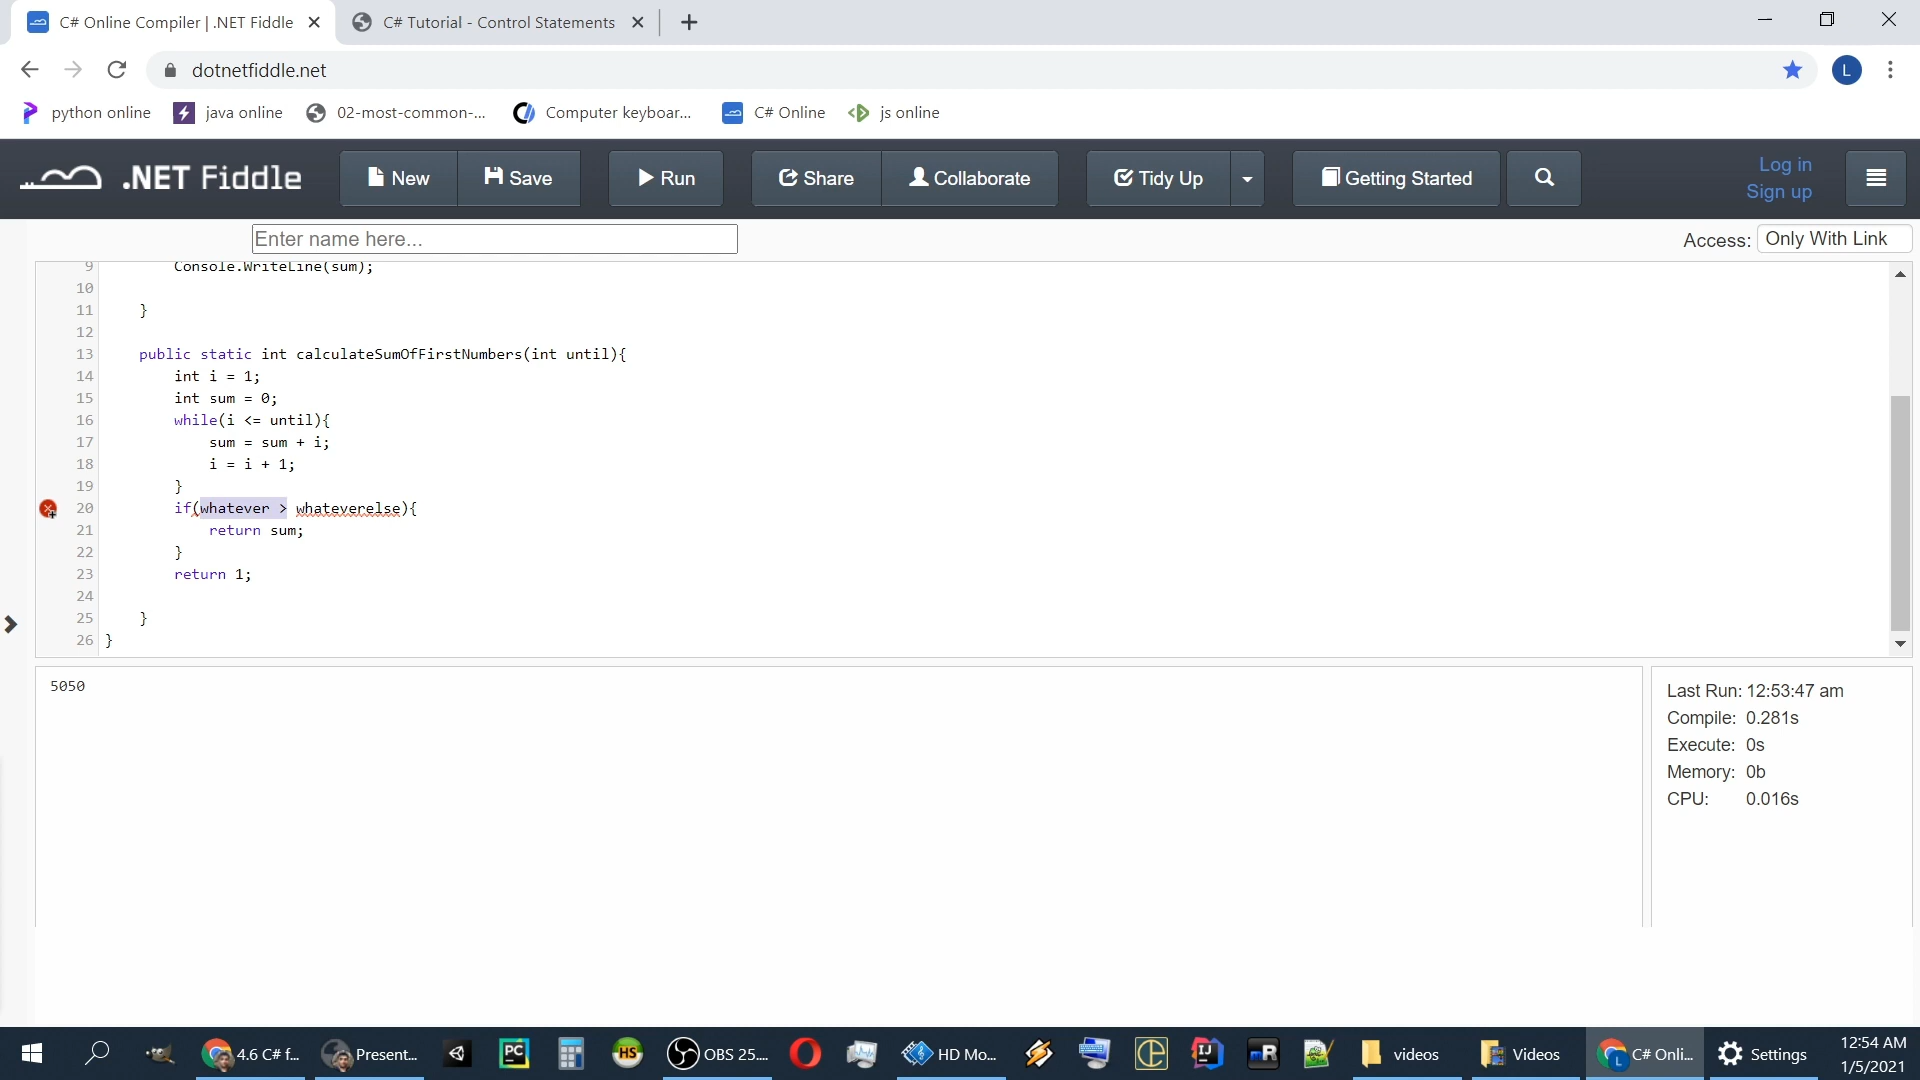 C# Online Compiler | .NET Fiddle
C# Tutorial - Control Statements
dotnetfiddle.net
L
python online
java online
02-most-common-...
Computer keyboar...
C# Online
js online
.NET Fiddle
New
Save
Run
Share
Collaborate
Tidy Up
Getting Started
Log in
Sign up
Enter name here...
Access: Only With Link
9 Console.WriteLine(sum);
10
11 }
12
13 public static int calculateSumOfFirstNumbers(int until){
14 int i = 1;
15 int sum = 0;
16 while(i <= until){
17 sum = sum + i;
18 i = i + 1;
19 }
20 if(whatever > whateverelse){
21 return sum;
22 }
23 return 1;
24
25 }
26 }
5050
Last Run: 12:53:47 am
Compile: 0.281s
Execute: 0s
Memory: 0b
CPU: 0.016s
4.6 C# f...
Present...
PC
HS
OBS 25....
HD Mo...
IJ
mR
videos
Videos
L
C# Onli...
Settings
12:54 AM
1/5/2021